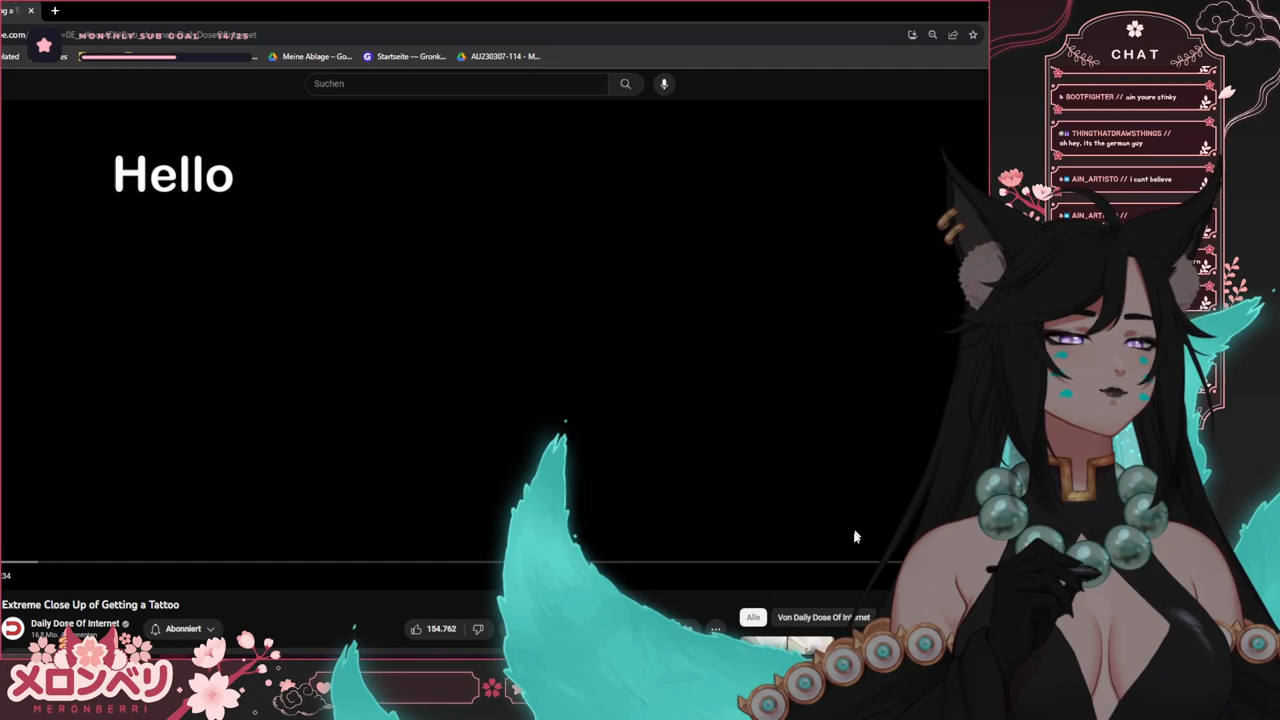 MONTHLY SUB GOAL 14/25
Meine Ablage – Go...
Startseite — Gronk...
AU230307-114 - M...
Suchen
Hello
CHAT
BOOTFIGHTER // ain youre stinky
THINGTHATDRAWSTHINGS //
oh hey, its the german guy
AIN_ARTISTO // i cant believe
:34
Extreme Close Up of Getting a Tattoo
Daily Dose Of Internet
Abonniert
154.762
...
Alle
Von Daily Dose Of Internet
メロンベリ
MERONBERRI